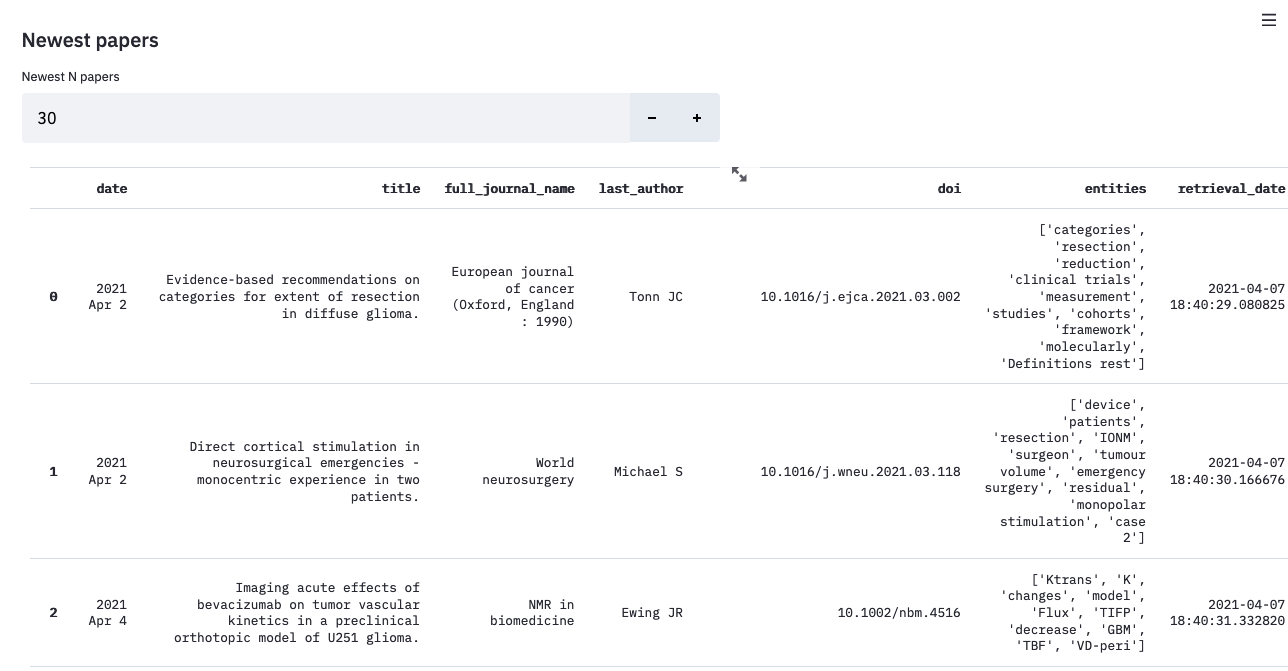 Newest papers
Newest N papers
30
− +
date title full_journal_name last_author doi entities retrieval_date
0
2021
Apr 2
Evidence-based recommendations on
categories for extent of resection
in diffuse glioma.
European journal
of cancer
(Oxford, England
: 1990)
Tonn JC
10.1016/j.ejca.2021.03.002
['categories',
'resection',
'reduction',
'clinical trials',
'measurement',
'studies', 'cohorts',
'framework',
'molecularly',
'Definitions rest']
2021-04-07
18:40:29.080825
1
2021
Apr 2
Direct cortical stimulation in
neurosurgical emergencies -
monocentric experience in two
patients.
World
neurosurgery
Michael S
10.1016/j.wneu.2021.03.118
['device',
'patients',
'resection', 'IONM',
'surgeon', 'tumour
volume', 'emergency
surgery', 'residual',
'monopolar
stimulation', 'case
2']
2021-04-07
18:40:30.166676
2
2021
Apr 4
Imaging acute effects of
bevacizumab on tumor vascular
kinetics in a preclinical
orthotopic model of U251 glioma.
NMR in
biomedicine
Ewing JR
10.1002/nbm.4516
['Ktrans', 'K',
'changes', 'model',
'Flux', 'TIFP',
'decrease', 'GBM',
'TBF', 'VD-peri']
2021-04-07
18:40:31.332820